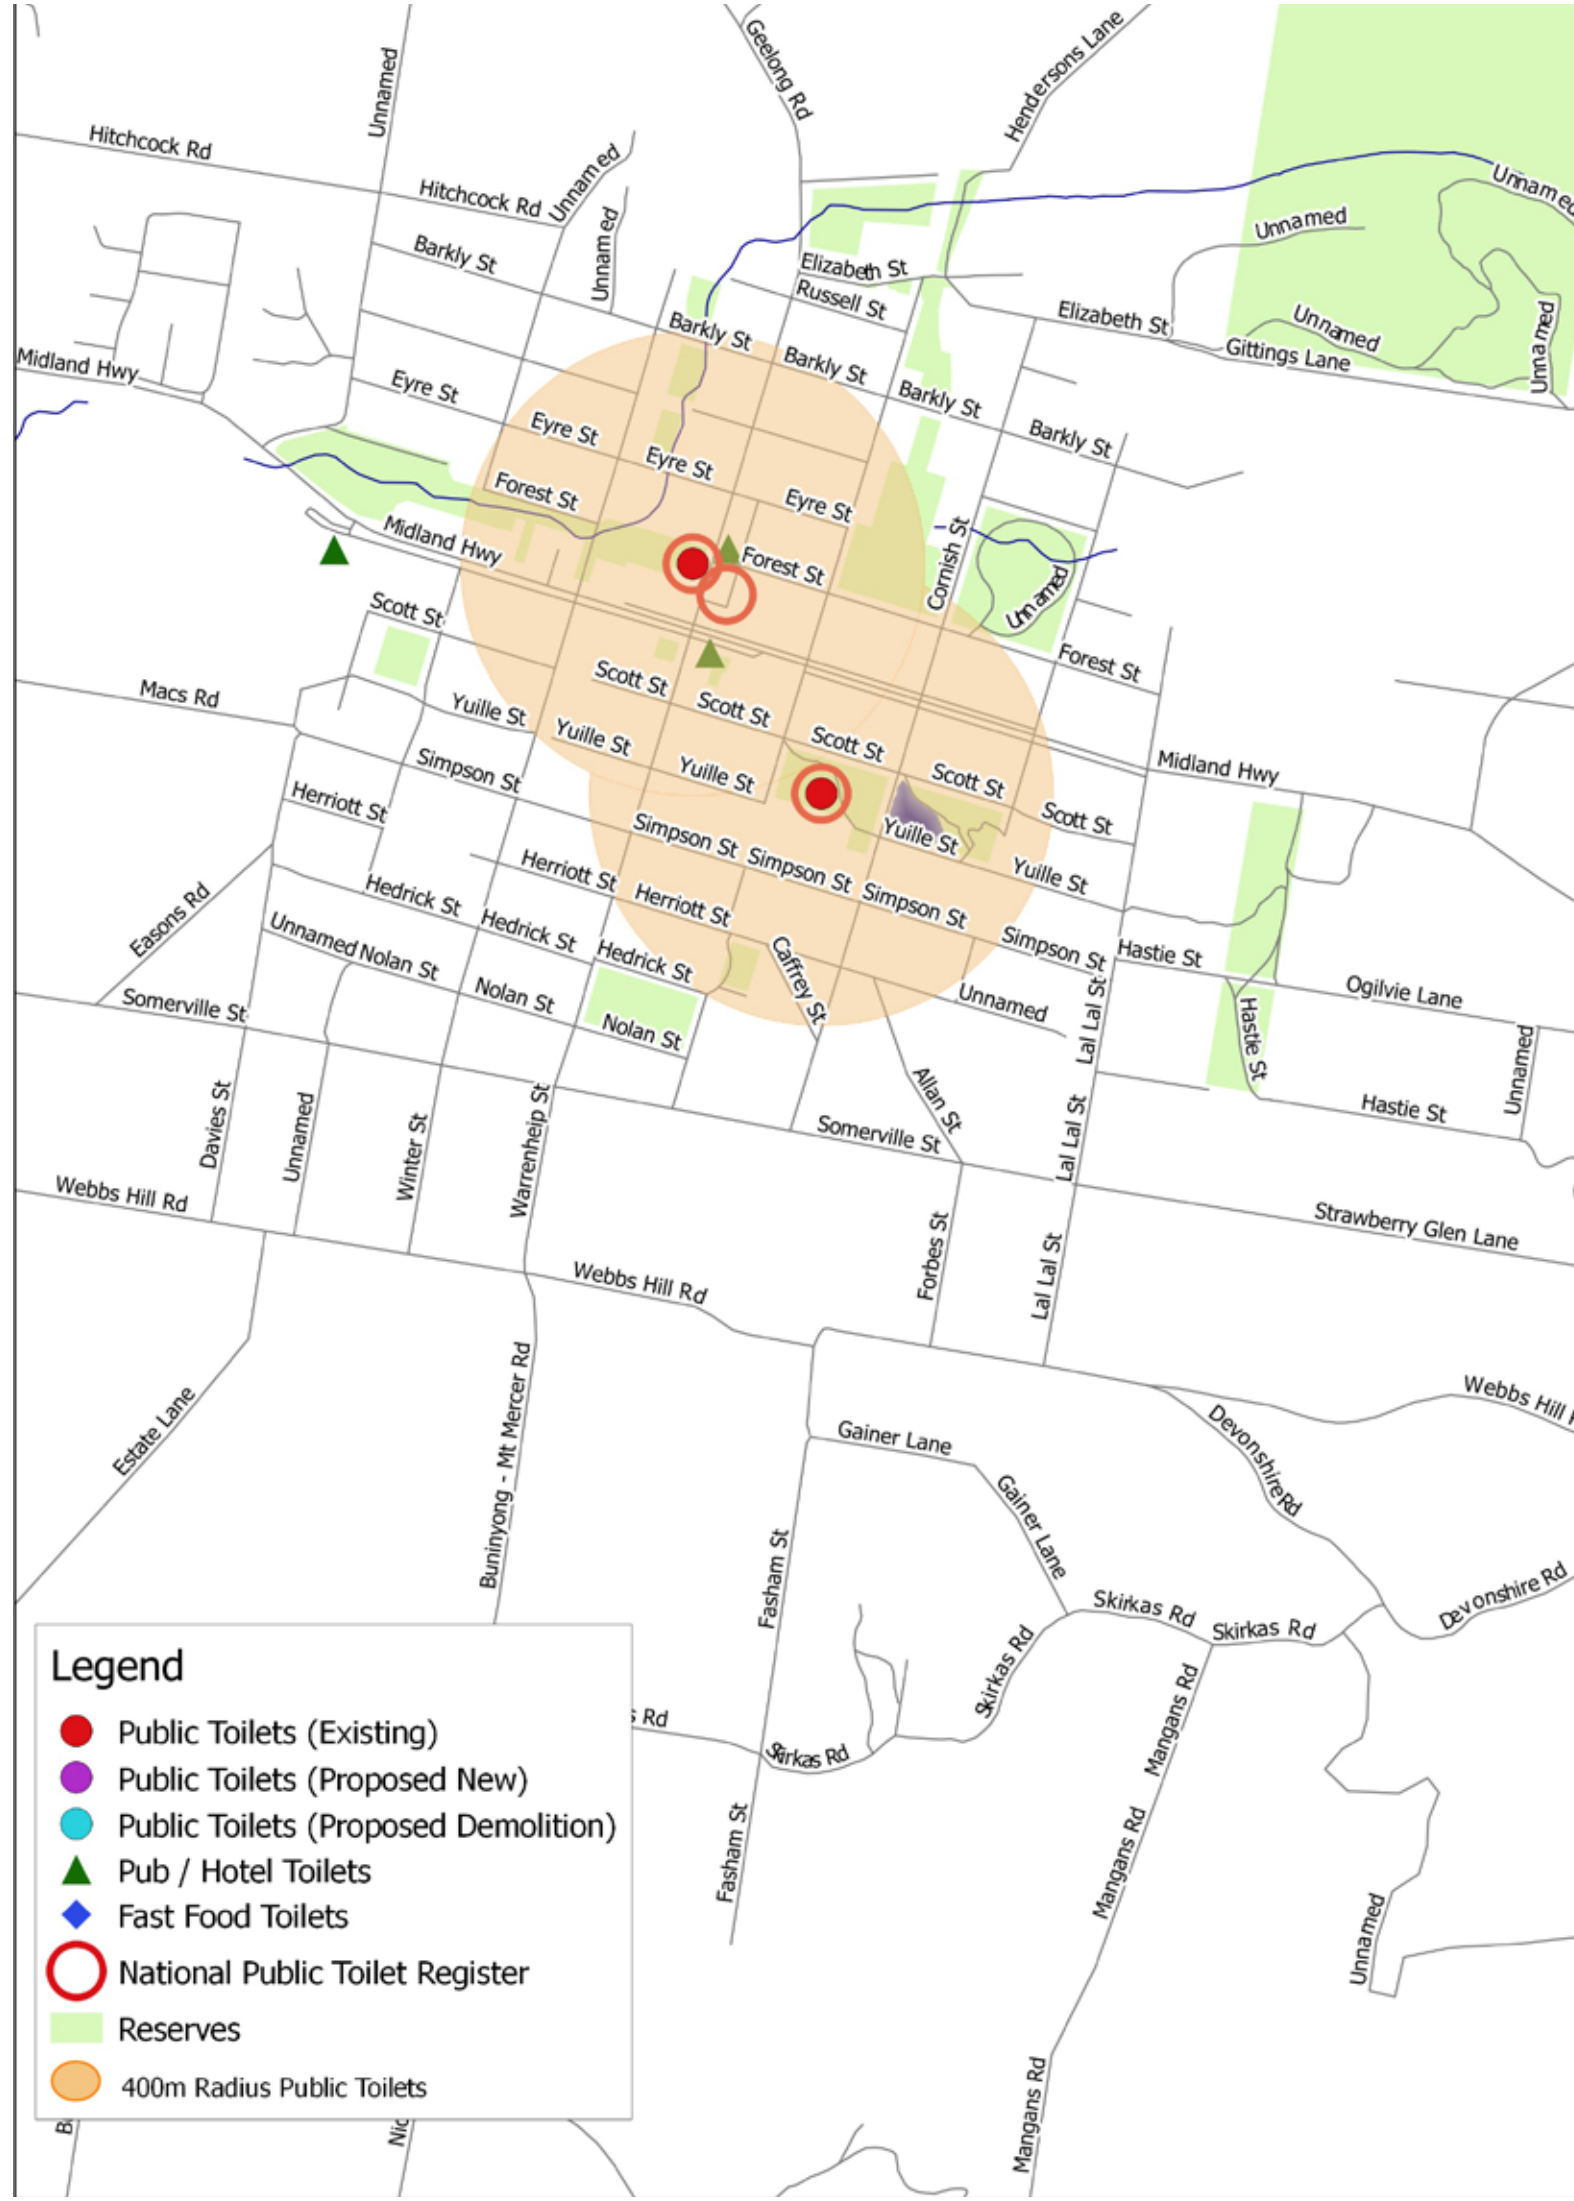 Geelong Rd
Hendersons Lane
Unnamed
Hitchcock Rd
Hitchcock Rd
Unnamed
Unnamed
Unnamed
Unnamed
Barkly St
Elizabeth St
Russell St
Elizabeth St
Unnamed
Unnamed
Gittings Lane
Midland Hwy
Barkly St
Barkly St
Barkly St
Barkly St
Eyre St
Eyre St
Eyre St
Eyre St
Forest St
Midland Hwy
Forest St
Cornish St
Unnamed
Forest St
Scott St
Macs Rd
Scott St
Scott St
Scott St
Scott St
Scott St
Midland Hwy
Yuille St
Yuille St
Yuille St
Yuille St
Yuille St
Simpson St
Simpson St
Simpson St
Simpson St
Simpson St
Herriott St
Herriott St
Herriott St
Easons Rd
Hedrick St
Hedrick St
Hedrick St
Caffrey St
Hastie St
Ogilvie Lane
Unnamed
Nolan St
Nolan St
Nolan St
Unnamed
Lal Lal St
Hastie St
Unnamed
Somerville St
Davies St
Unnamed
Winter St
Warrenheip St
Allan St
Somerville St
Lal Lal St
Hastie St
Webbs Hill Rd
Forbes St
Lal Lal St
Strawberry Glen Lane
Webbs Hill Rd
Estate Lane
Buninyong - Mt Mercer Rd
Webbs Hill
Gainer Lane
Gainer Lane
Devonshire Rd
Devonshire Rd
Fasham St
Skirkas Rd
Skirkas Rd
Skirkas Rd
Skirkas Rd
Rd
Mangans Rd
Mangans Rd
Mangans Rd
Fasham St
Unnamed
Legend
Public Toilets (Existing)
Public Toilets (Proposed New)
Public Toilets (Proposed Demolition)
Pub / Hotel Toilets
Fast Food Toilets
National Public Toilet Register
Reserves
400m Radius Public Toilets